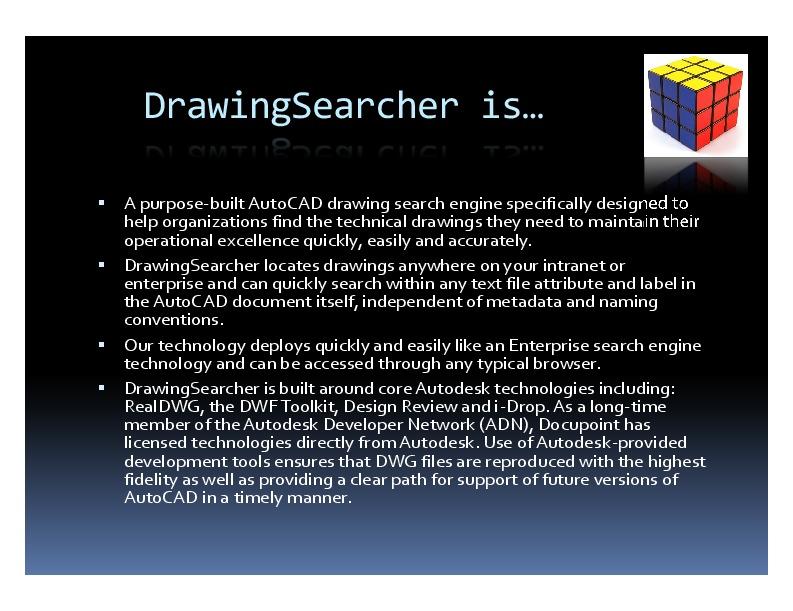 DrawingSearcher is…
A purpose-built AutoCAD drawing search engine specifically designed to
help organizations find the technical drawings they need to maintain their
operational excellence quickly, easily and accurately.
DrawingSearcher locates drawings anywhere on your intranet or
enterprise and can quickly search within any text file attribute and label in
the AutoCAD document itself, independent of metadata and naming
conventions.
Our technology deploys quickly and easily like an Enterprise search engine
technology and can be accessed through any typical browser.
DrawingSearcher is built around core Autodesk technologies including:
RealDWG, the DWF Toolkit, Design Review and i-Drop. As a long-time
member of the Autodesk Developer Network (ADN), Docupoint has
licensed technologies directly from Autodesk. Use of Autodesk-provided
development tools ensures that DWG files are reproduced with the highest
fidelity as well as providing a clear path for support of future versions of
AutoCAD in a timely manner.